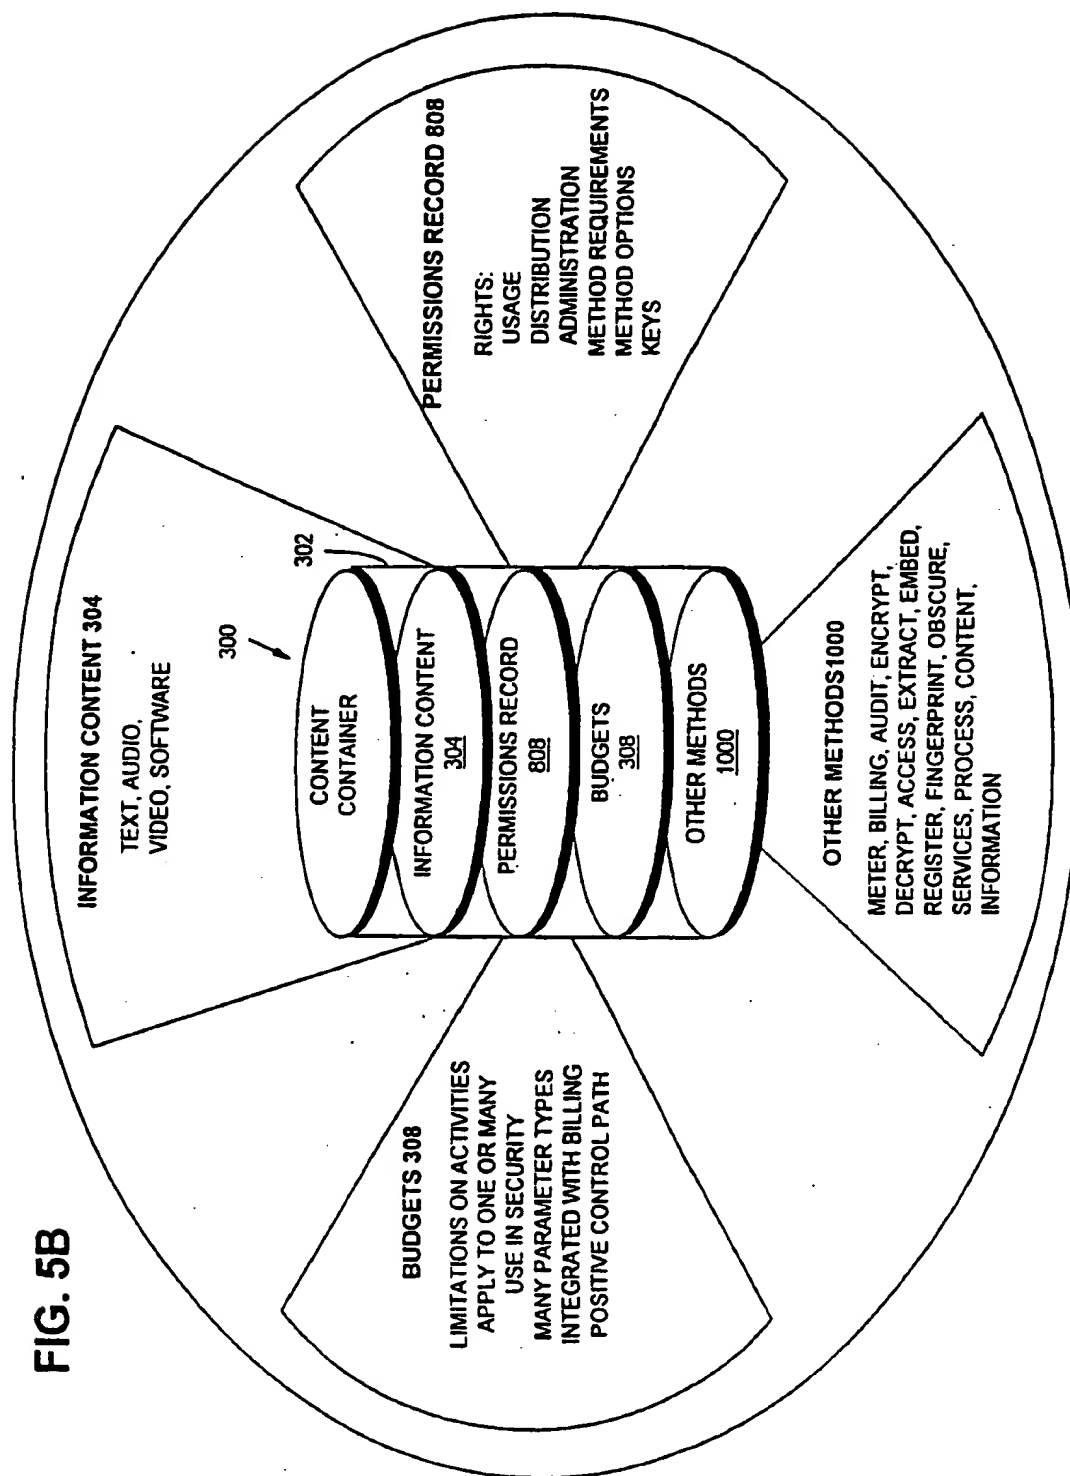 FIG. 5B
INFORMATION CONTENT 304
TEXT, AUDIO,
VIDEO, SOFTWARE
BUDGETS 308
LIMITATIONS ON ACTIVITIES
APPLY TO ONE OR MANY
USE IN SECURITY
MANY PARAMETER TYPES
INTEGRATED WITH BILLING
POSITIVE CONTROL PATH
300
302
CONTENT
CONTAINER
INFORMATION CONTENT
304
PERMISSIONS RECORD
808
BUDGETS
308
OTHER METHODS
1000
PERMISSIONS RECORD 808
RIGHTS:
USAGE
DISTRIBUTION
ADMINISTRATION
METHOD REQUIREMENTS
METHOD OPTIONS
KEYS
OTHER METHODS1000
METER, BILLING, AUDIT, ENCRYPT,
DECRYPT, ACCESS, EXTRACT, EMBED,
REGISTER, FINGERPRINT, OBSCURE,
SERVICES, PROCESS, CONTENT,
INFORMATION